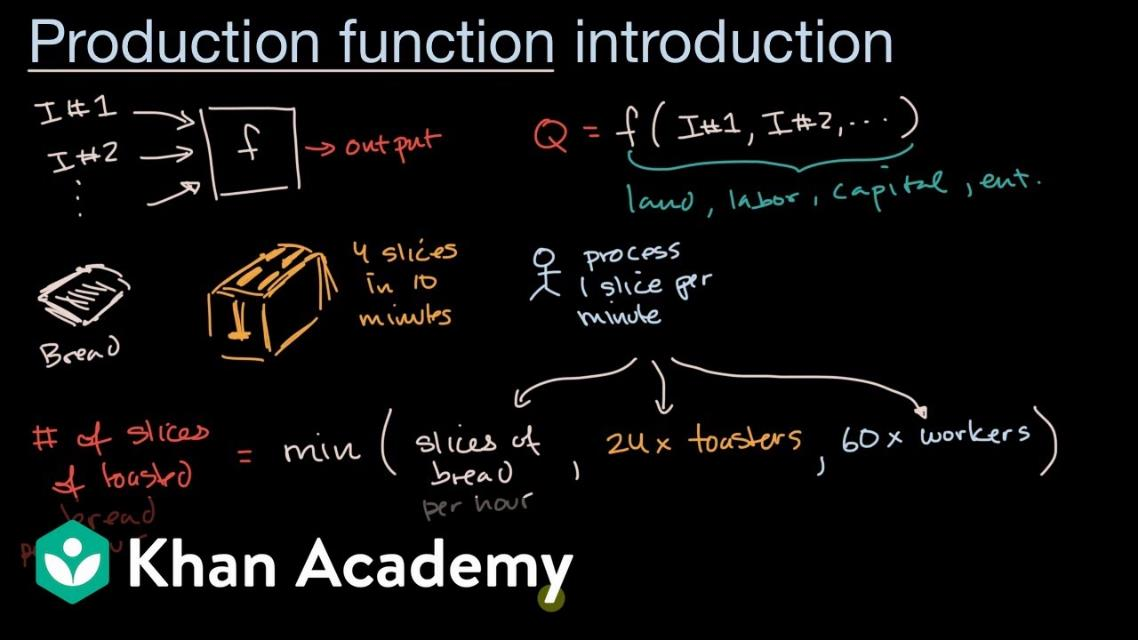 Production function introduction
I#1
I#2
⋮
f
→ output
Q = f ( I#1, I#2, ... )
land, labor, capital, ent.
Bread
4 slices
in 10
minutes
process
1 slice per
minute
# of slices
of toasted
bread
= min (
slices of
bread
per hour
,
24 x toasters
,
60 x workers )
Khan Academy